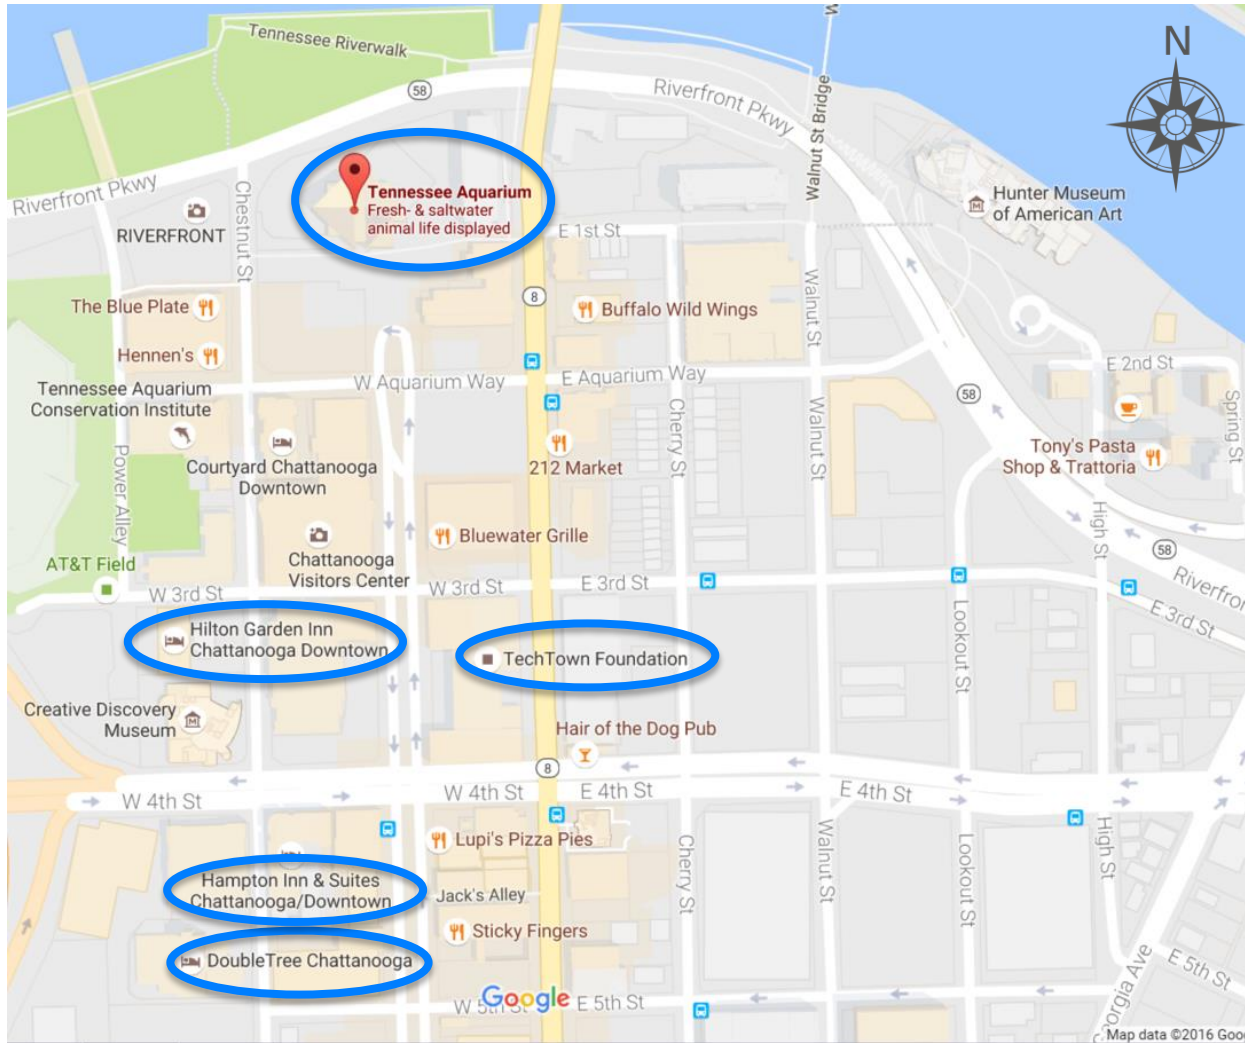 Tennessee Riverwalk
58
Riverfront Pkwy
Walnut St Bridge
N
Riverfront Pkwy
Chestnut St
RIVERFRONT
Tennessee Aquarium
Fresh- & saltwater
animal life displayed
E 1st St
Hunter Museum
of American Art
The Blue Plate
Hennen's
8
Buffalo Wild Wings
Walnut St
Tennessee Aquarium
Conservation Institute
W Aquarium Way
E Aquarium Way
58
E 2nd St
Spring St
Power Alley
Courtyard Chattanooga
Downtown
212 Market
Cherry St
Walnut St
Tony's Pasta
Shop & Trattoria
Chattanooga
Visitors Center
Bluewater Grille
High St
58
AT&T Field
W 3rd St
W 3rd St
E 3rd St
Riverfron
E 3rd St
Hilton Garden Inn
Chattanooga Downtown
TechTown Foundation
Lookout St
Creative Discovery
Museum
Hair of the Dog Pub
8
W 4th St
W 4th St
E 4th St
E 4th St
Lupi's Pizza Pies
Cherry St
Walnut St
Lookout St
High St
Hampton Inn & Suites
Chattanooga/Downtown
Jack's Alley
Sticky Fingers
DoubleTree Chattanooga
Georgia Ave
E 5th St
W 5th St
Google
E 5th St
Map data ©2016 Goo